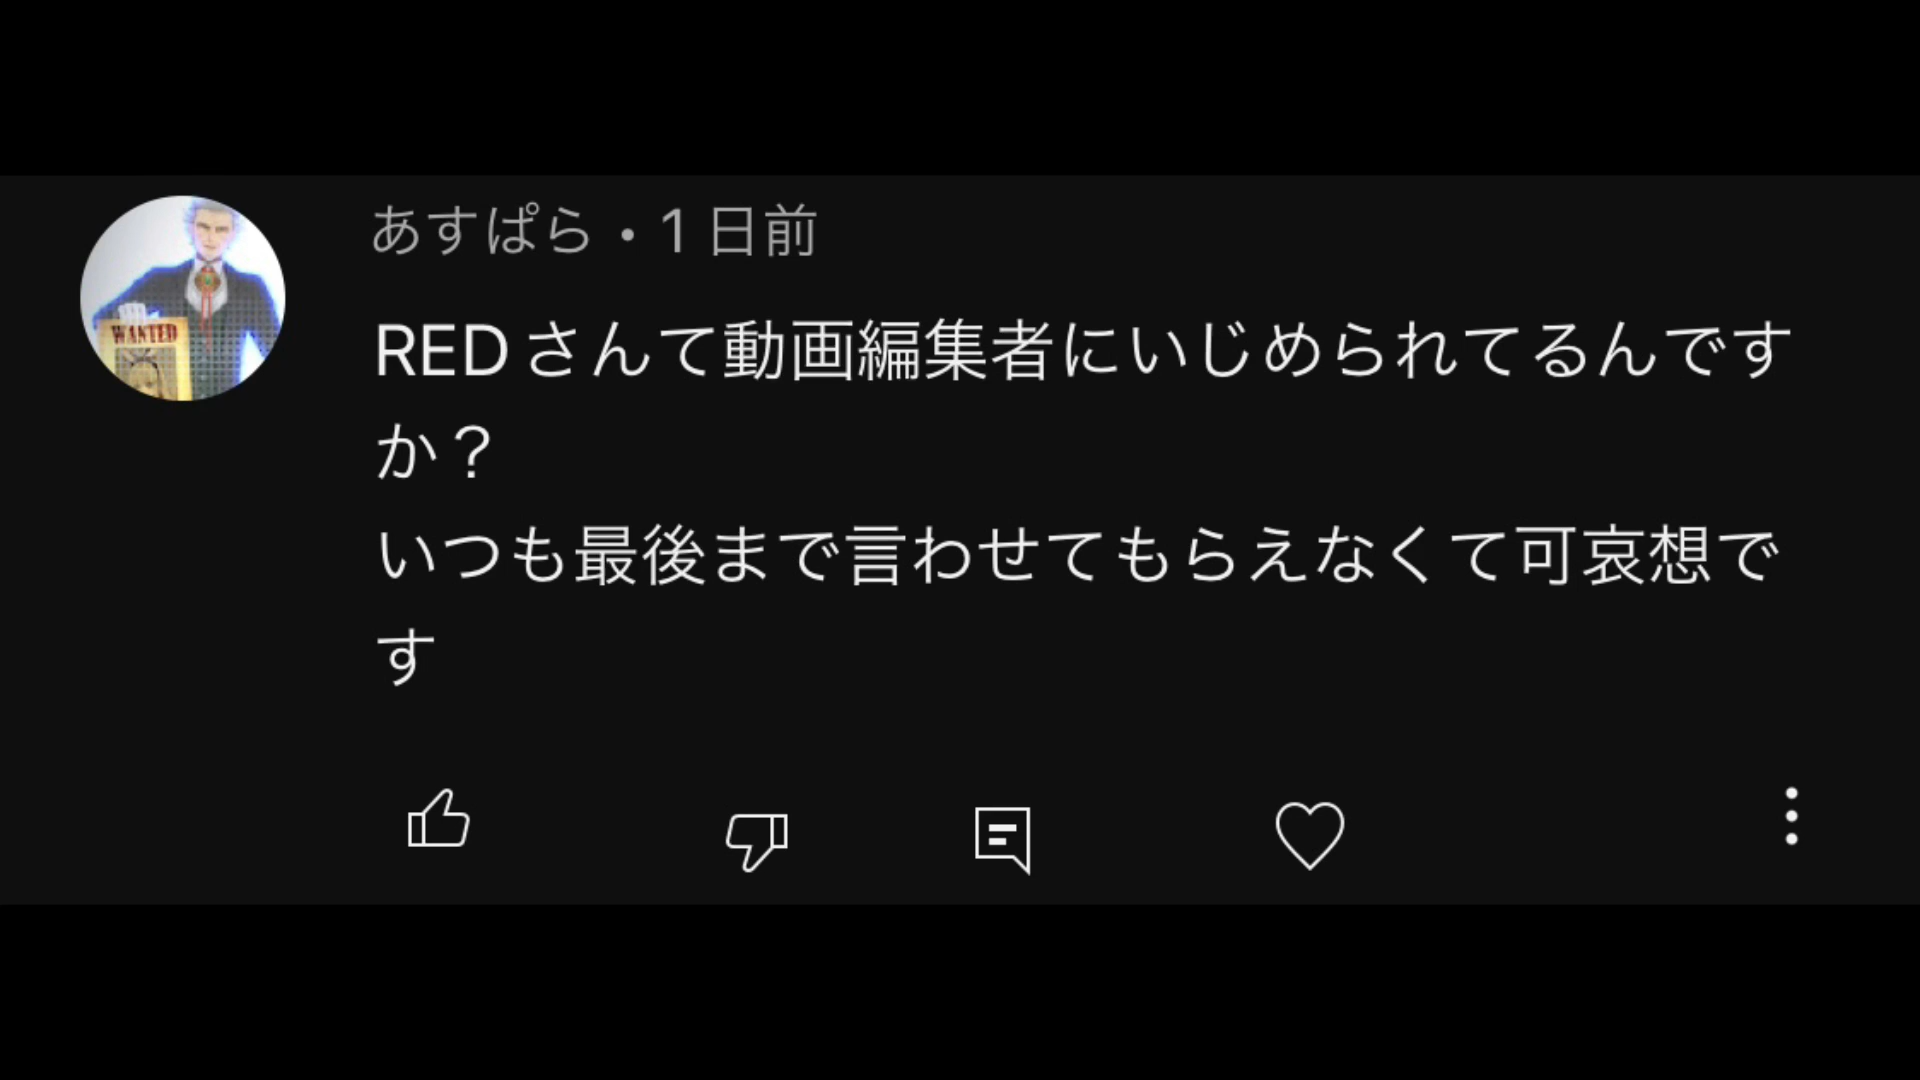 あすぱら・1 日前
WANTED
REDさんて動画編集者にいじめられてるんです
か？
いつも最後まで言わせてもらえなくて可哀想で
す